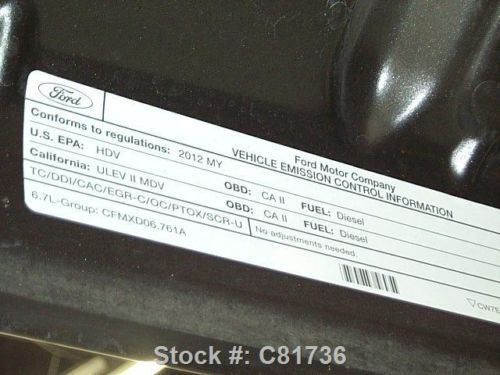 Ford
Ford Motor Company
VEHICLE EMISSION CONTROL INFORMATION
Conforms to regulations: 2012 MY
U.S. EPA: HDV OBD: CA II FUEL: Diesel
California: ULEV II MDV OBD: CA II FUEL: Diesel
TC/DDI/CAC/EGR-C/OC/PTOX/SCR-U No adjustments needed.
6.7L-Group: CFMXD06.761A
Stock #: C81736